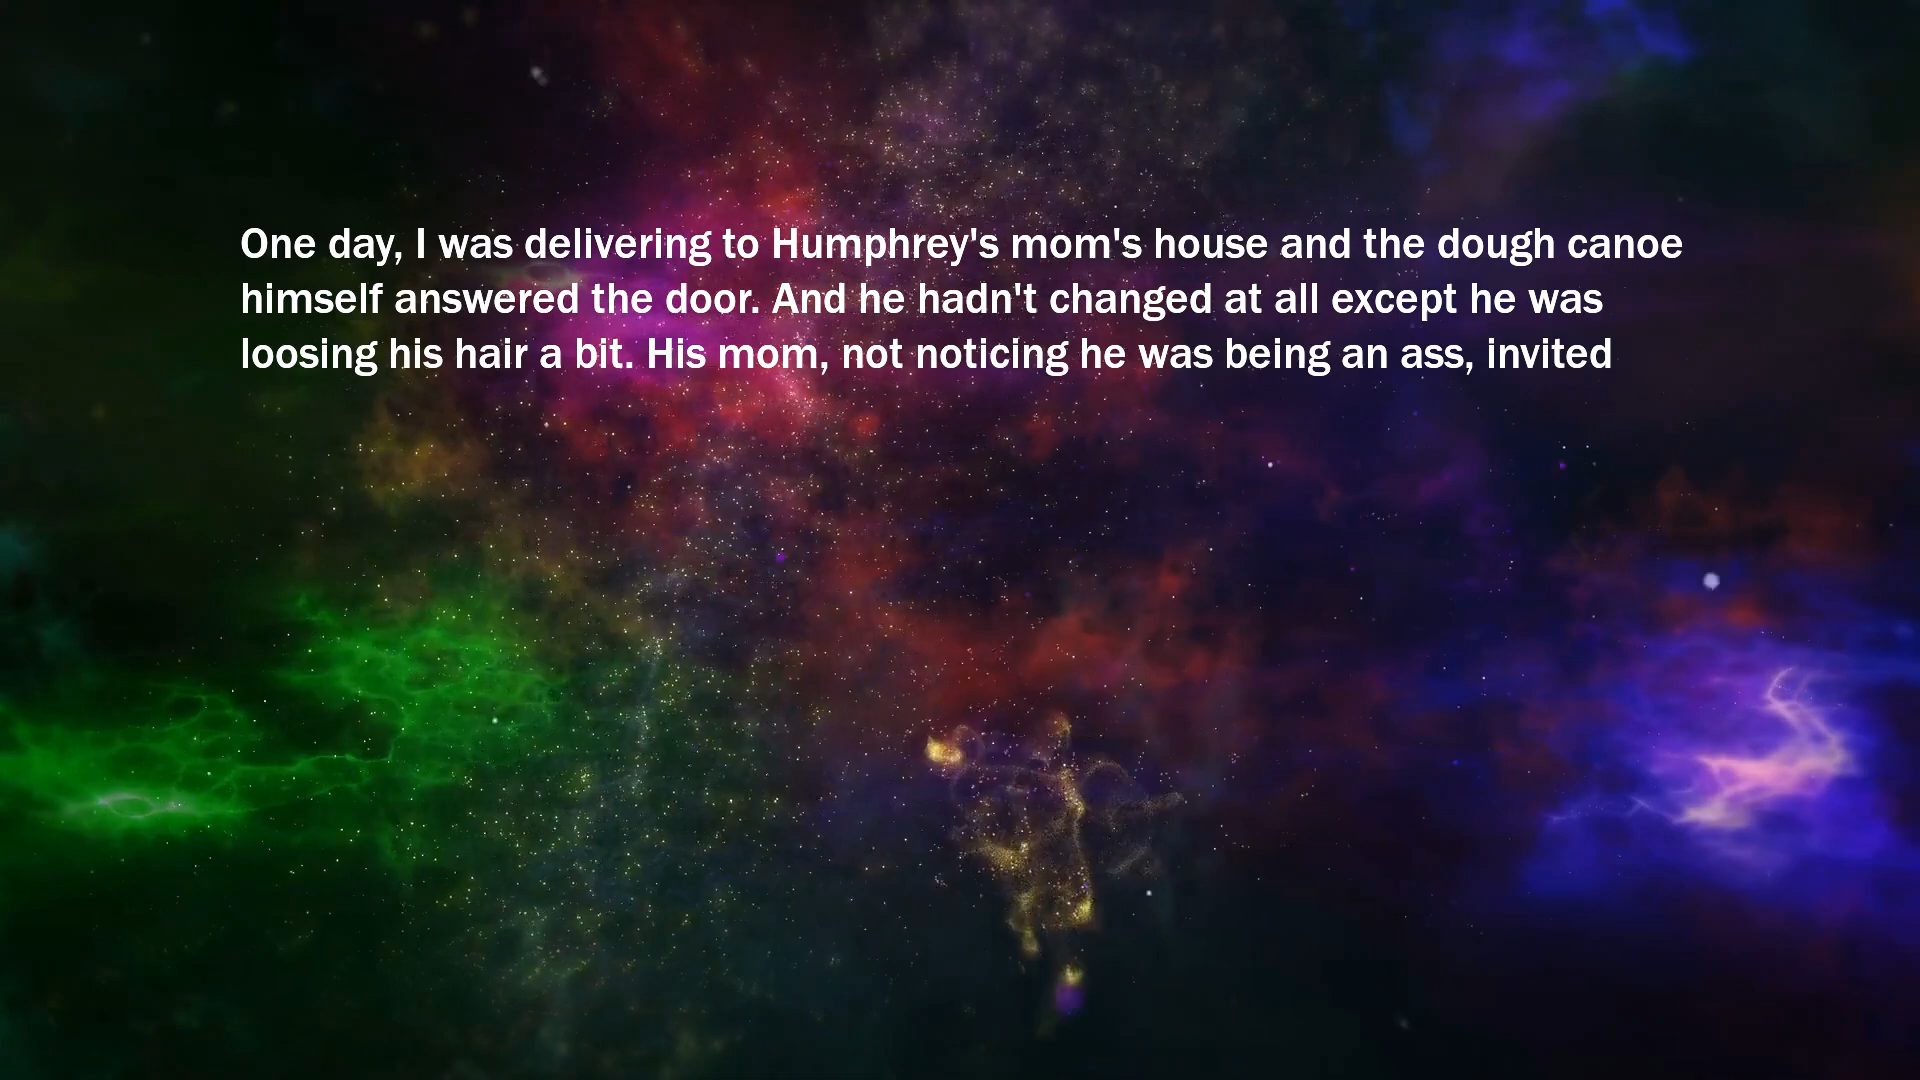 One day, I was delivering to Humphrey's mom's house and the dough canoe
himself answered the door. And he hadn't changed at all except he was
loosing his hair a bit. His mom, not noticing he was being an ass, invited